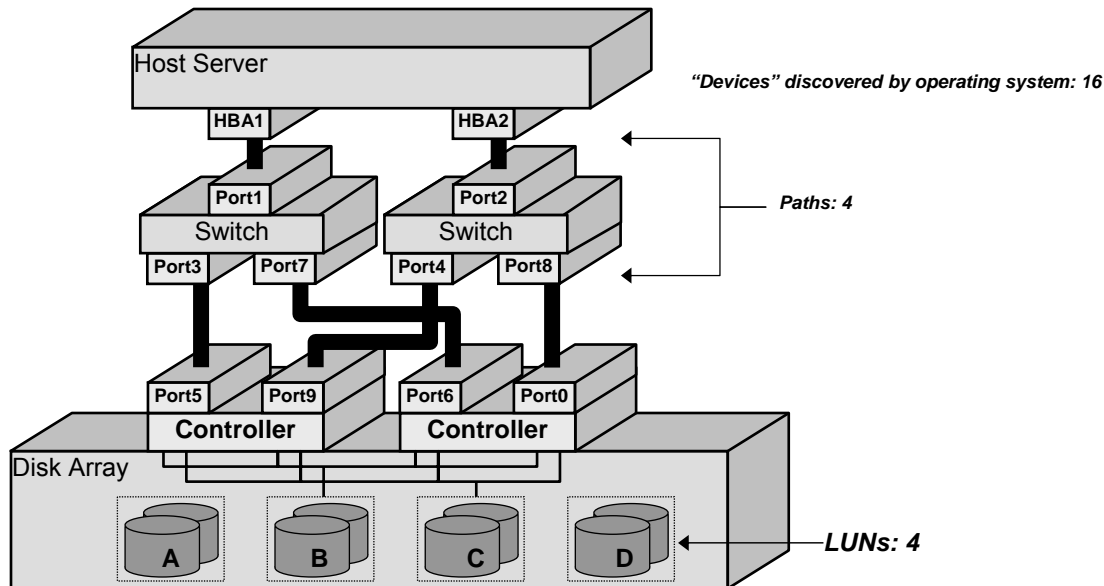 Host Server
“Devices” discovered by operating system: 16
HBA1
HBA2
Port1
Port2
Paths: 4
Switch
Switch
Port3
Port7
Port4
Port8
Port5
Port9
Port6
Port0
Controller
Controller
Disk Array
A
B
C
D
LUNs: 4